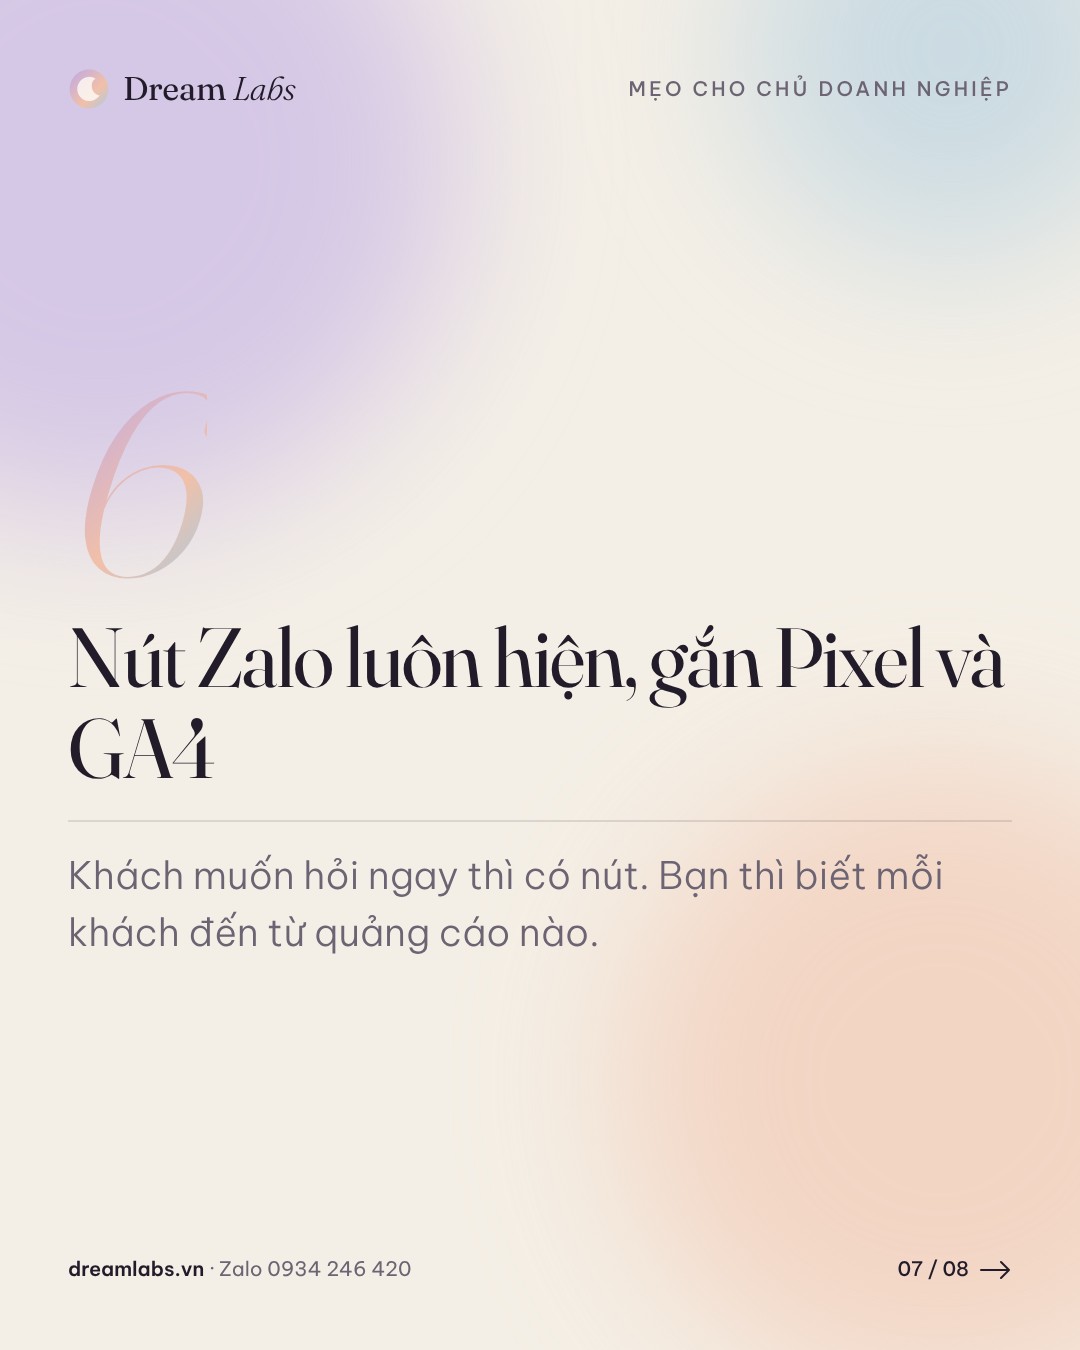 Dream Labs
MẸO CHO CHỦ DOANH NGHIỆP
6
Nút Zalo luôn hiện, gắn Pixel và
GA4
Khách muốn hỏi ngay thì có nút. Bạn thì biết mỗi
khách đến từ quảng cáo nào.
dreamlabs.vn · Zalo 0934 246 420
07 / 08 →